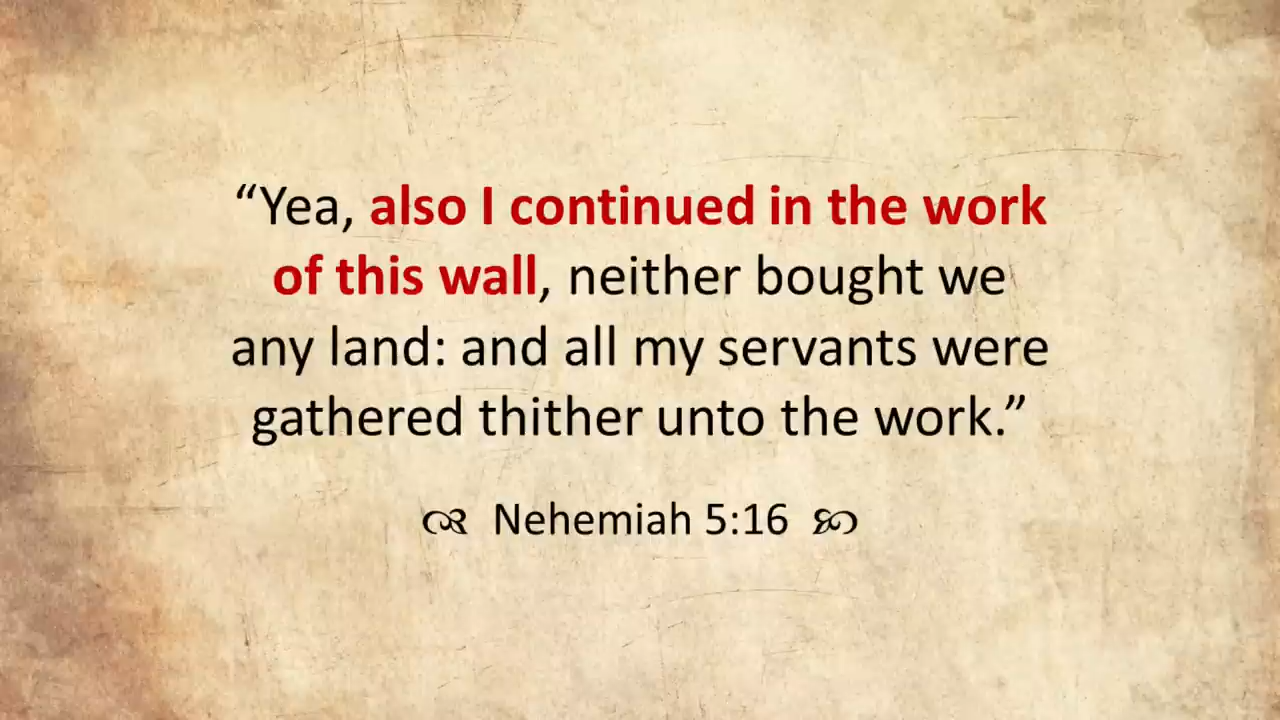 “Yea, also I continued in the work
of this wall, neither bought we
any land: and all my servants were
gathered thither unto the work.”
Nehemiah 5:16